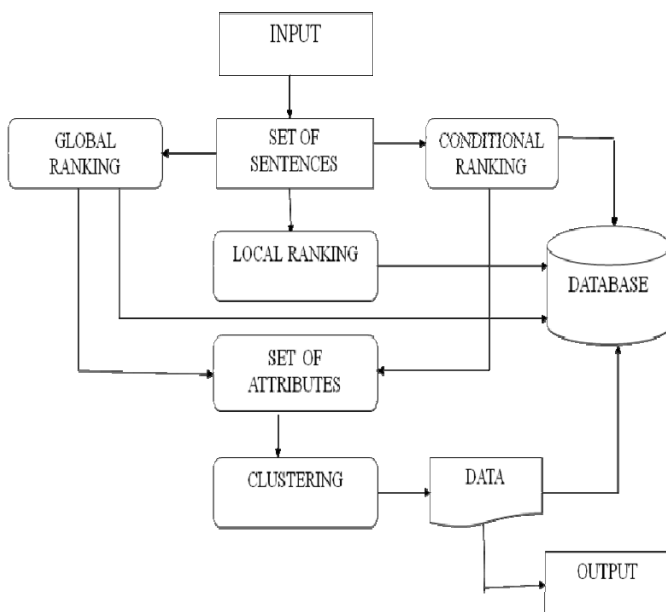 INPUT
GLOBAL
RANKING
SET OF
SENTENCES
CONDITIONAL
RANKING
LOCAL RANKING
DATABASE
SET OF
ATTRIBUTES
CLUSTERING
DATA
OUTPUT